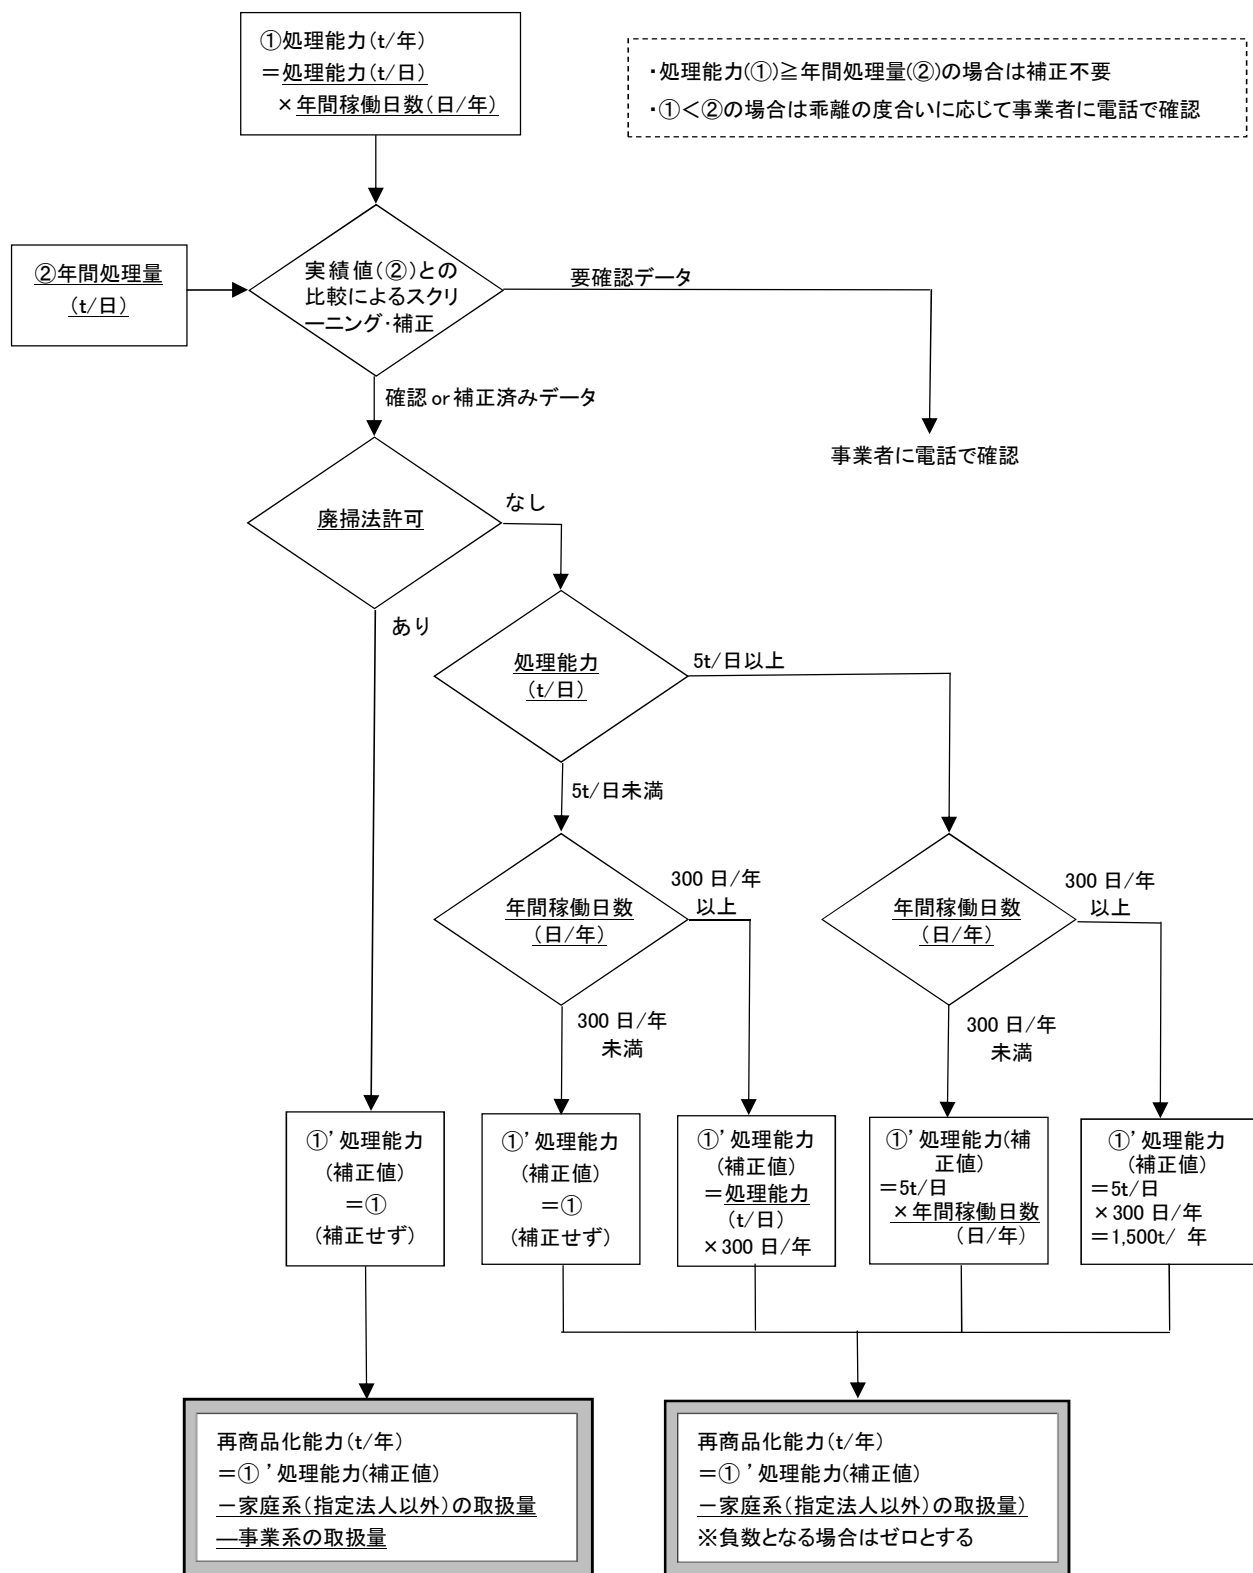 ①処理能力(t/年)
=処理能力(t/日)
×年間稼働日数(日/年)
・処理能力(①)≧年間処理量(②)の場合は補正不要
・①<②の場合は乖離の度合いに応じて事業者に電話で確認
②年間処理量
(t/日)
実績値(②)との
比較によるスクリ
ーニング・補正
要確認データ
確認 or 補正済みデータ
事業者に電話で確認
廃掃法許可
なし
あり
処理能力
(t/日)
5t/日以上
5t/日未満
年間稼働日数
(日/年)
300 日/年
以上
300 日/年
未満
年間稼働日数
(日/年)
300 日/年
以上
300 日/年
未満
①’処理能力
(補正値)
=①
(補正せず)
①’処理能力
(補正値)
=①
(補正せず)
①’処理能力
(補正値)
=処理能力
(t/日)
×300 日/年
①’処理能力(補
正値)
=5t/日
×年間稼働日数
(日/年)
①’処理能力
(補正値)
=5t/日
×300 日/年
=1,500t/ 年
再商品化能力(t/年)
=①’処理能力(補正値)
-家庭系(指定法人以外)の取扱量
―事業系の取扱量
再商品化能力(t/年)
=①’処理能力(補正値)
-家庭系(指定法人以外)の取扱量)
※負数となる場合はゼロとする